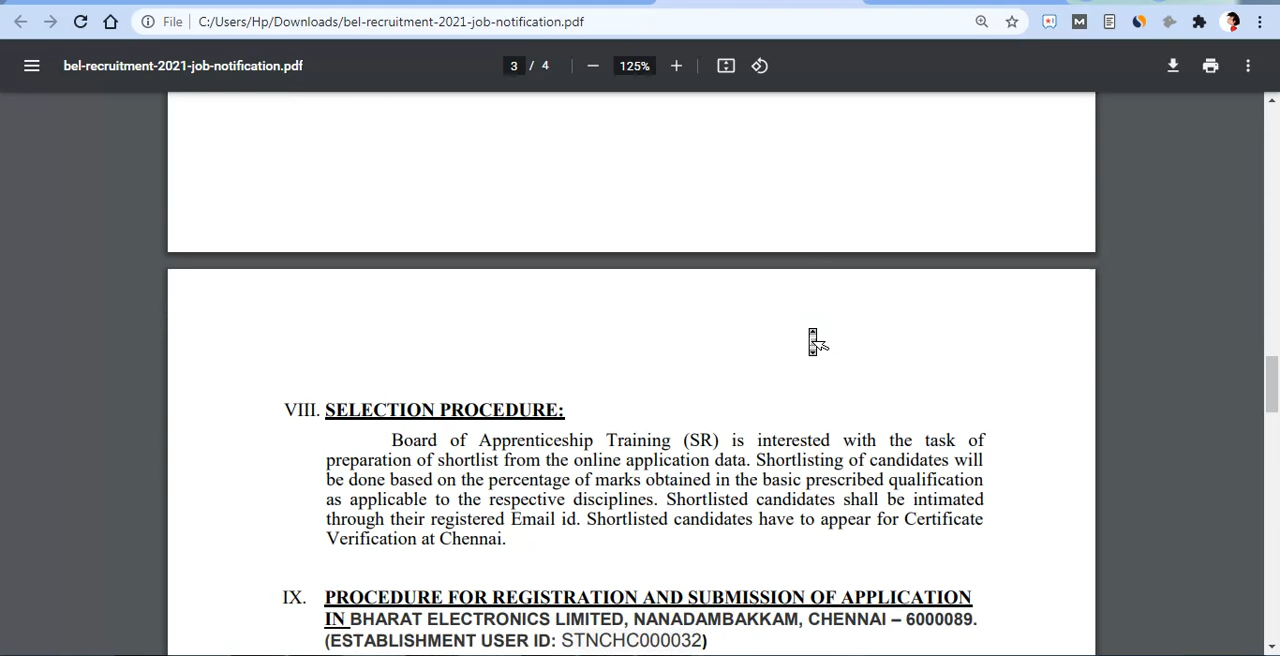 File C:/Users/Hp/Downloads/bel-recruitment-2021-job-notification.pdf
M
bel-recruitment-2021-job-notification.pdf
3 / 4
125%
VIII. SELECTION PROCEDURE:
Board of Apprenticeship Training (SR) is interested with the task of
preparation of shortlist from the online application data. Shortlisting of candidates will
be done based on the percentage of marks obtained in the basic prescribed qualification
as applicable to the respective disciplines. Shortlisted candidates shall be intimated
through their registered Email id. Shortlisted candidates have to appear for Certificate
Verification at Chennai.
IX. PROCEDURE FOR REGISTRATION AND SUBMISSION OF APPLICATION
IN BHARAT ELECTRONICS LIMITED, NANADAMBAKKAM, CHENNAI – 6000089.
(ESTABLISHMENT USER ID: STNCHC000032)